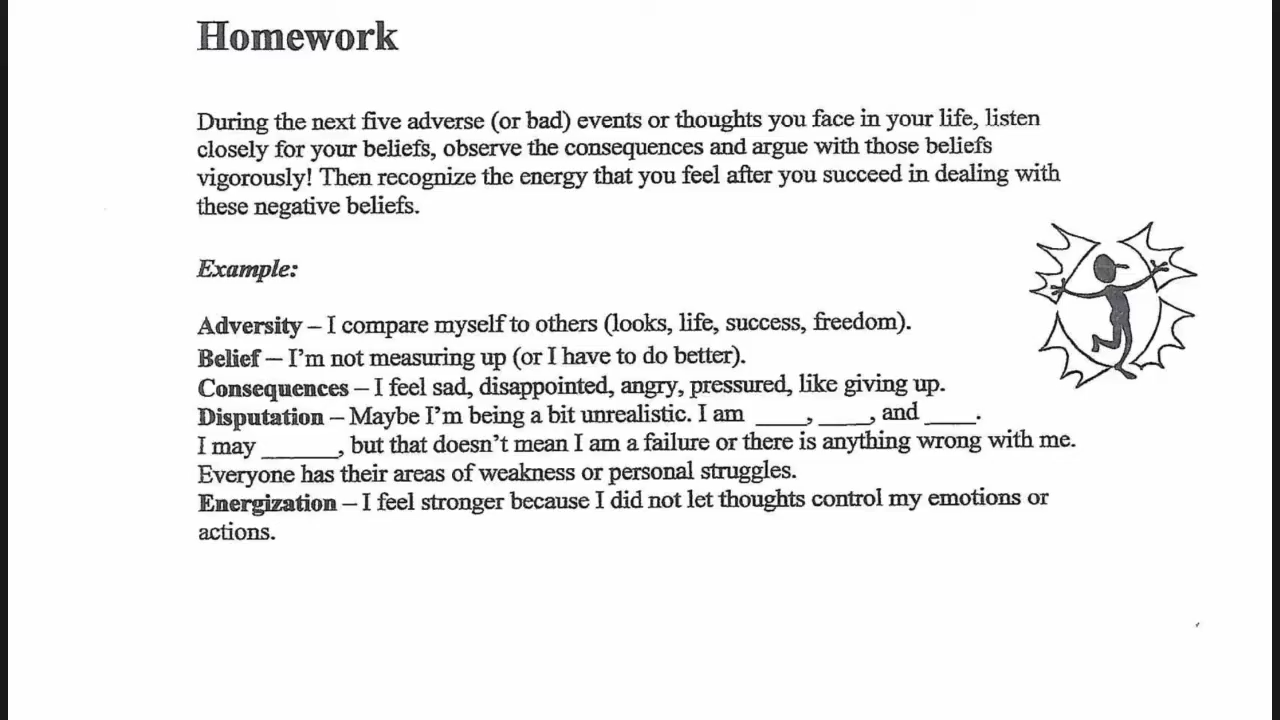 Homework
During the next five adverse (or bad) events or thoughts you face in your life, listen
closely for your beliefs, observe the consequences and argue with those beliefs
vigorously! Then recognize the energy that you feel after you succeed in dealing with
these negative beliefs.
Example:
Adversity – I compare myself to others (looks, life, success, freedom).
Belief – I'm not measuring up (or I have to do better).
Consequences – I feel sad, disappointed, angry, pressured, like giving up.
Disputation – Maybe I'm being a bit unrealistic. I am ____, ____, and ____.
I may ______, but that doesn't mean I am a failure or there is anything wrong with me.
Everyone has their areas of weakness or personal struggles.
Energization – I feel stronger because I did not let thoughts control my emotions or
actions.